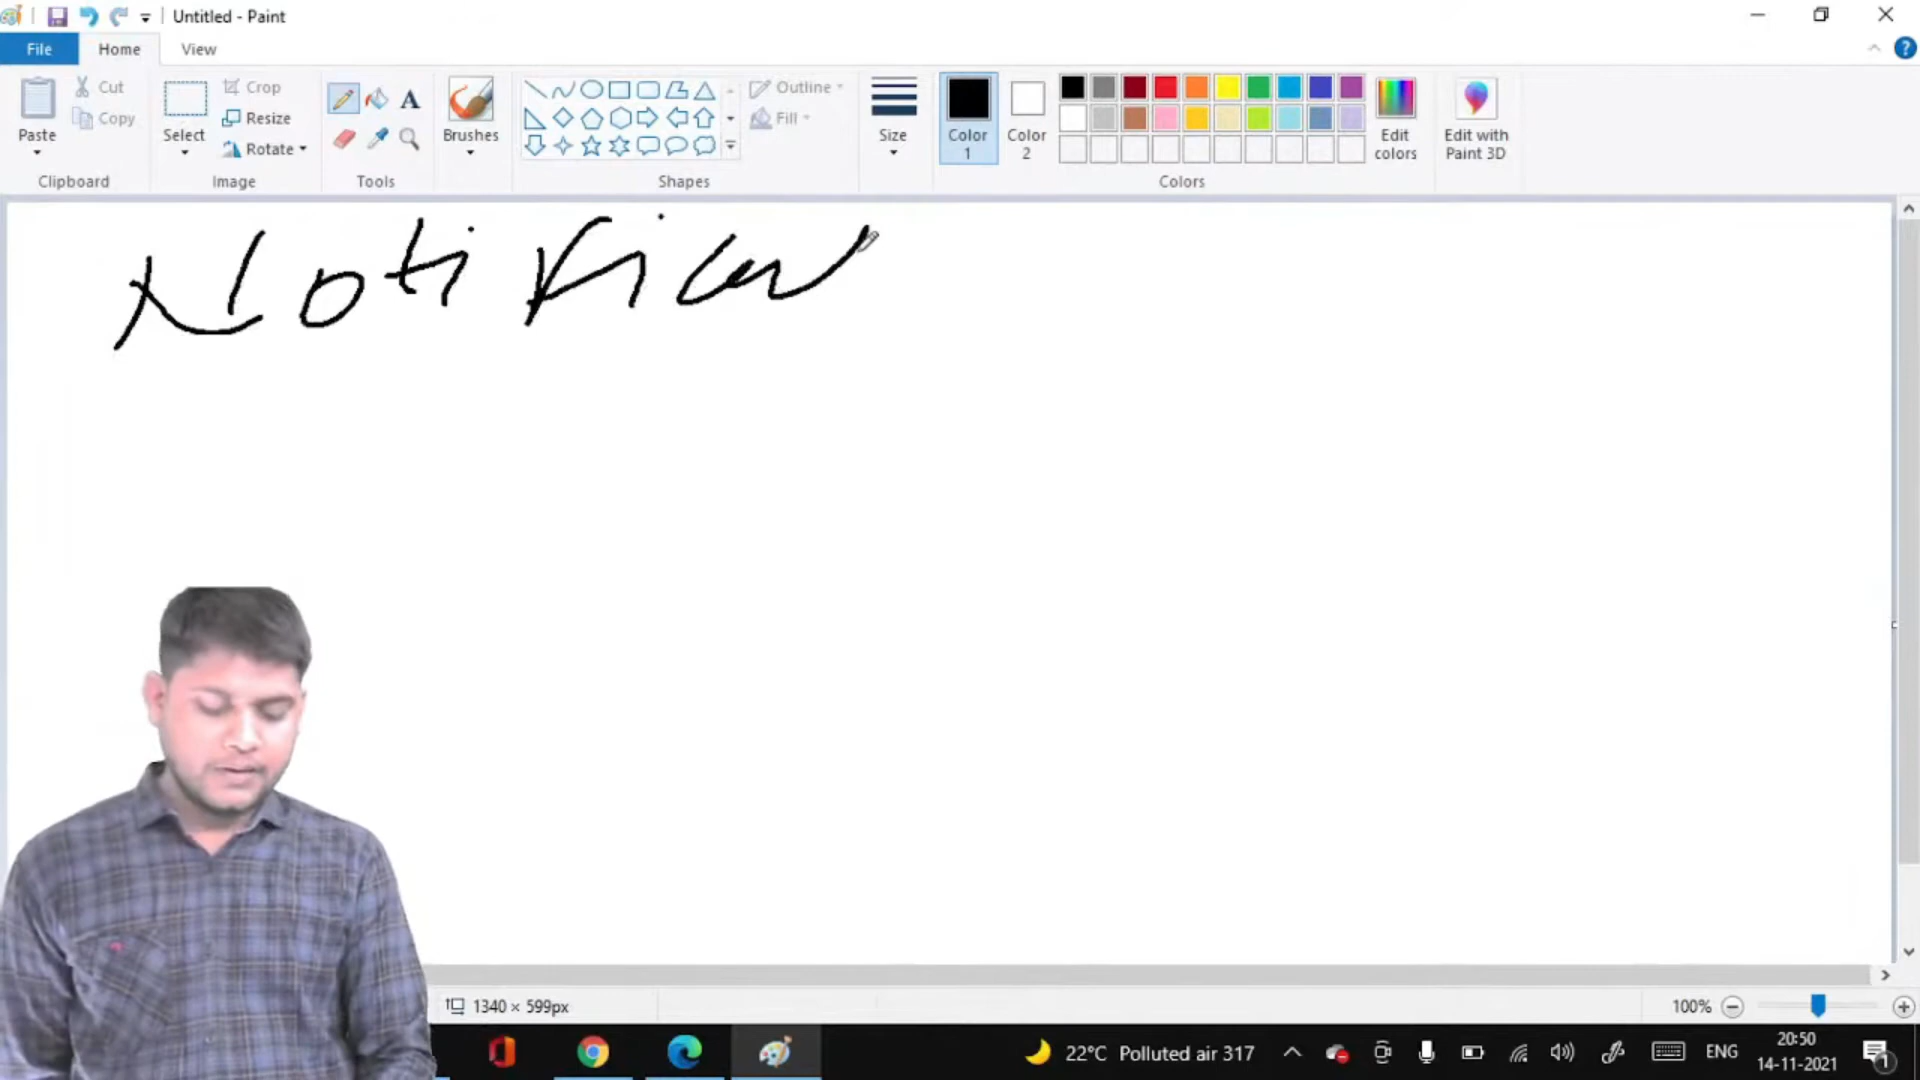 Untitled - Paint
File Home View
Paste Cut Copy Select Crop Resize Rotate Brushes Outline Fill Size Color 1 Color 2 Edit colors Edit with Paint 3D
Clipboard Image Tools Shapes Colors
1340 × 599px 100%
22°C Polluted air 317 ENG 20:50
14-11-2021 1